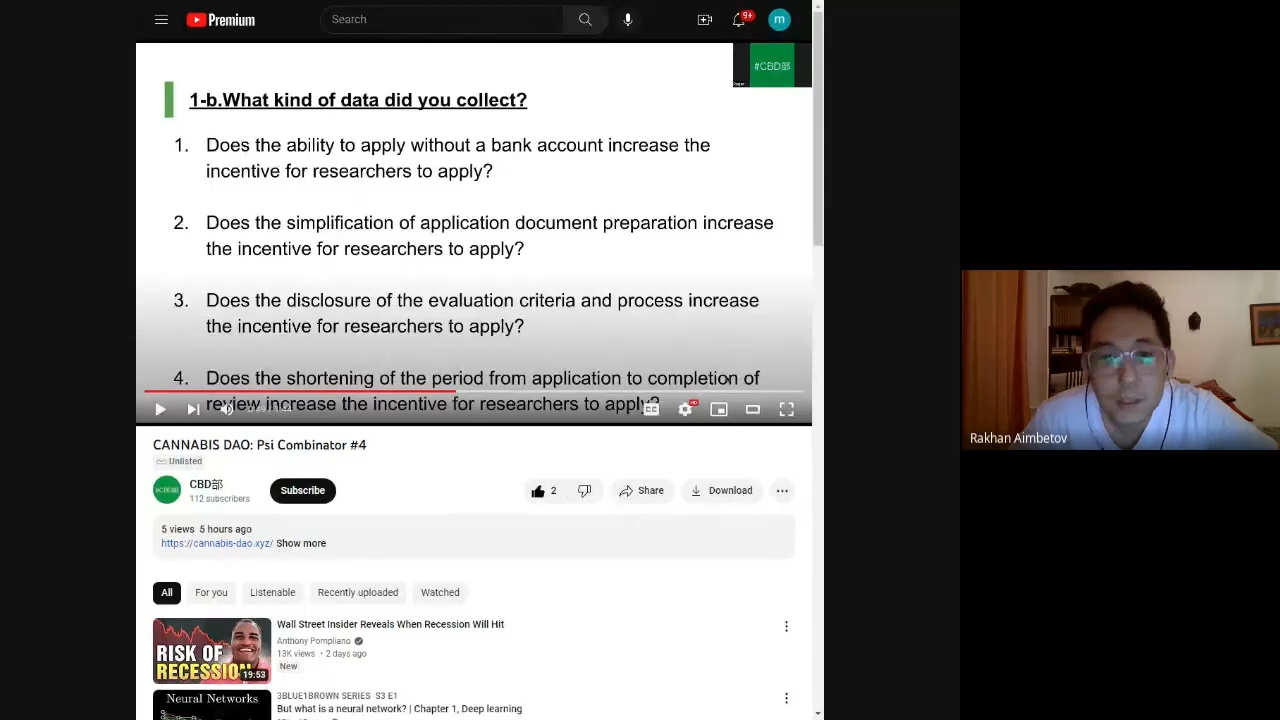 Premium
Search
9+
m
#CBD部
1-b.What kind of data did you collect?
1. Does the ability to apply without a bank account increase the
incentive for researchers to apply?
2. Does the simplification of application document preparation increase
the incentive for researchers to apply?
3. Does the disclosure of the evaluation criteria and process increase
the incentive for researchers to apply?
4. Does the shortening of the period from application to completion of
review increase the incentive for researchers to apply?
CC
HD
Rakhan Aimbetov
CANNABIS DAO: Psi Combinator #4
Unlisted
#CBD部
CBD部
112 subscribers
Subscribe
2
Share
Download
5 views 5 hours ago
https://cannabis-dao.xyz/ Show more
All
For you
Listenable
Recently uploaded
Watched
RISK OF
RECESSION
19:53
Wall Street Insider Reveals When Recession Will Hit
Anthony Pompliano
13K views • 2 days ago
New
Neural Networks
3BLUE1BROWN SERIES S3 E1
But what is a neural network? | Chapter 1, Deep learning